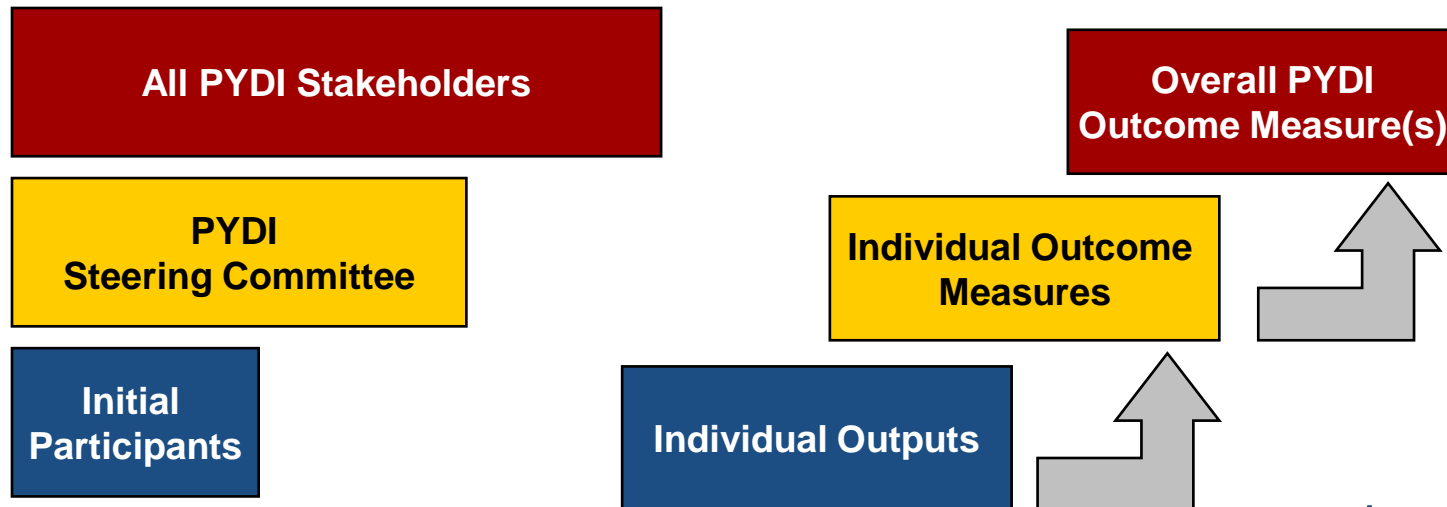 All PYDI Stakeholders
Overall PYDI
Outcome Measure(s)
PYDI
Steering Committee
Individual Outcome
Measures
Initial
Participants
Individual Outputs